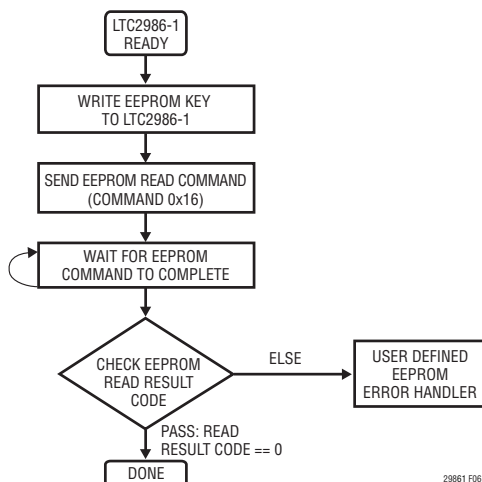 LTC2986-1
READY
WRITE EEPROM KEY
TO LTC2986-1
SEND EEPROM READ COMMAND
(COMMAND 0x16)
WAIT FOR EEPROM
COMMAND TO COMPLETE
CHECK EEPROM
READ RESULT
CODE
ELSE
USER DEFINED
EEPROM
ERROR HANDLER
PASS: READ
RESULT CODE == 0
DONE
29861 F06